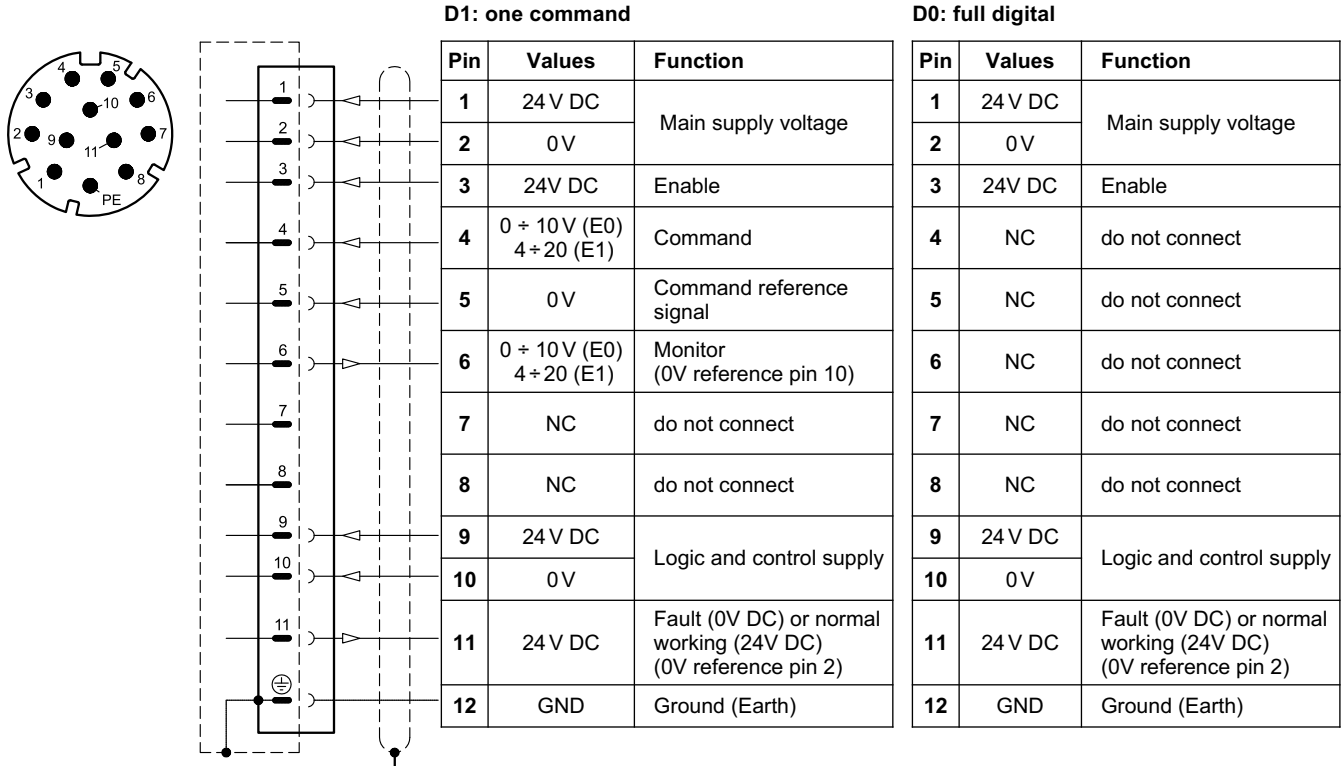 D1: one command
D0: full digital
4 5
3 10 6
2 9 11 7
1 8
PE
1
2
3
4
5
6
7
8
9
10
11
Pin Values Function
1 24 V DC Main supply voltage
2 0 V
3 24V DC Enable
4 0 ÷ 10 V (E0) Command
4 ÷ 20 (E1)
5 0 V Command reference
signal
6 0 ÷ 10 V (E0) Monitor
4 ÷ 20 (E1) (0V reference pin 10)
7 NC do not connect
8 NC do not connect
9 24 V DC Logic and control supply
10 0 V
11 24 V DC Fault (0V DC) or normal
working (24V DC)
(0V reference pin 2)
12 GND Ground (Earth)
Pin Values Function
1 24 V DC Main supply voltage
2 0 V
3 24V DC Enable
4 NC do not connect
5 NC do not connect
6 NC do not connect
7 NC do not connect
8 NC do not connect
9 24 V DC Logic and control supply
10 0 V
11 24 V DC Fault (0V DC) or normal
working (24V DC)
(0V reference pin 2)
12 GND Ground (Earth)